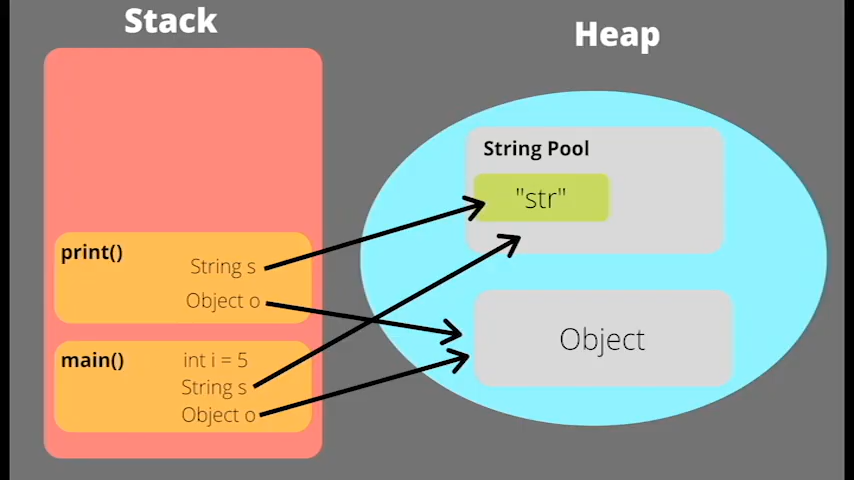 Stack
Heap
print()
String s
Object o
main()
int i = 5
String s
Object o
String Pool
"str"
Object